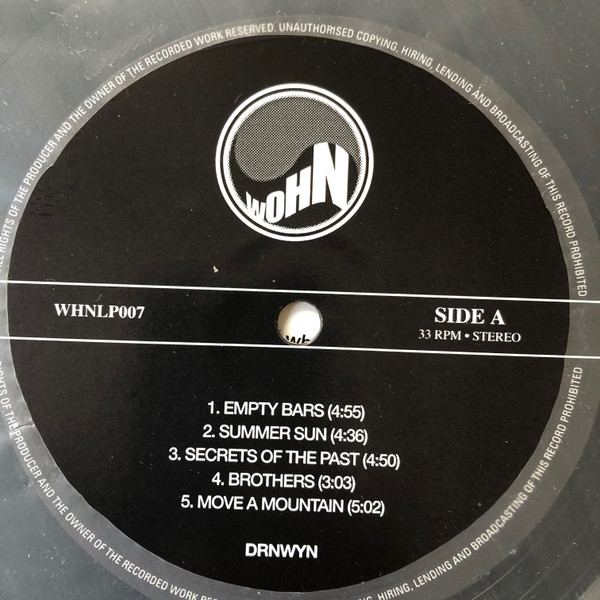 ALL RIGHTS OF THE PRODUCER AND THE OWNER OF THE RECORDED WORK RESERVED. UNAUTHORISED COPYING, HIRING, LENDING AND BROADCASTING OF THIS RECORD PROHIBITED
WOHN
WHNLP007
SIDE A
33 RPM • STEREO
1. EMPTY BARS (4:55)
2. SUMMER SUN (4:36)
3. SECRETS OF THE PAST (4:50)
4. BROTHERS (3:03)
5. MOVE A MOUNTAIN (5:02)
DRNWYN
RIGHTS OF THE PRODUCER AND THE OWNER OF THE RECORDED WORK HIRING, LENDING AND BROADCASTING OF THIS RECORD PROHIBITED